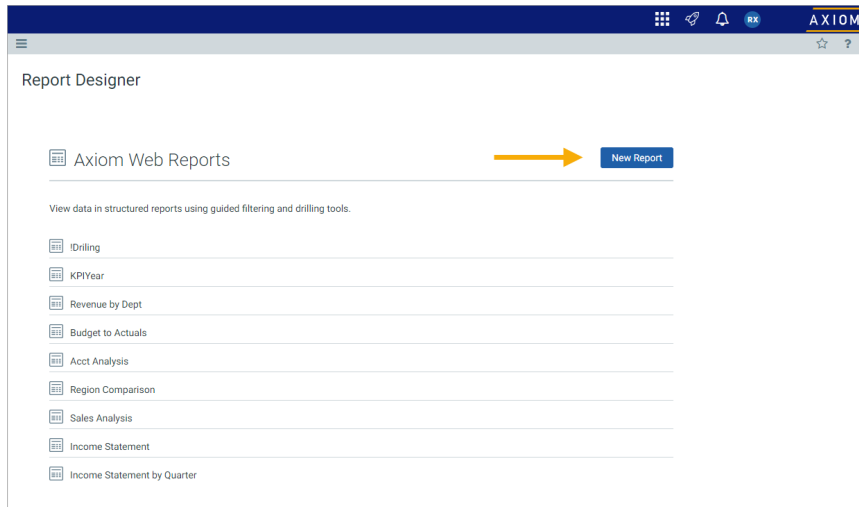 RX
AXIOM
?
Report Designer
Axiom Web Reports
New Report
View data in structured reports using guided filtering and drilling tools.
!Driling
KPIYear
Revenue by Dept
Budget to Actuals
Acct Analysis
Region Comparison
Sales Analysis
Income Statement
Income Statement by Quarter